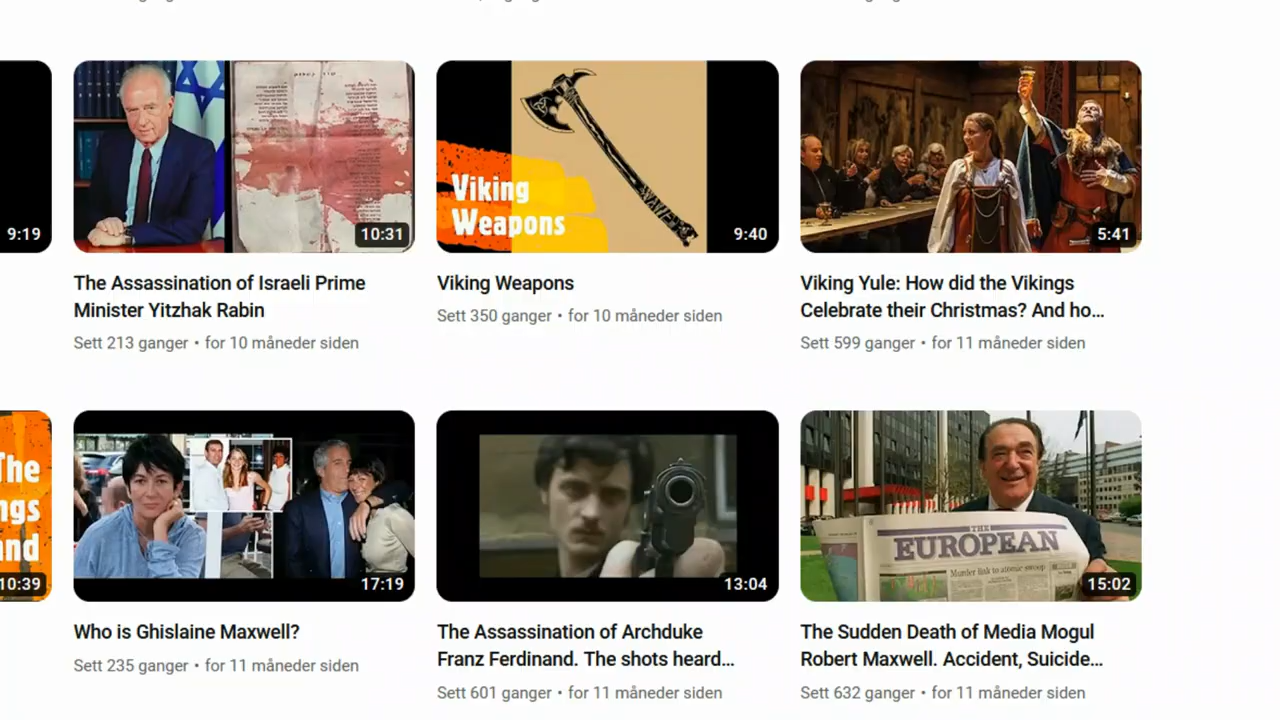 9:19
10:31
Viking
Weapons
9:40
5:41
The Assassination of Israeli Prime
Minister Yitzhak Rabin
Sett 213 ganger • for 10 måneder siden
Viking Weapons
Sett 350 ganger • for 10 måneder siden
Viking Yule: How did the Vikings
Celebrate their Christmas? And ho...
Sett 599 ganger • for 11 måneder siden
The
ngs
and
10:39
17:19
13:04
THE
EUROPEAN
Murder link to atomic swoop
15:02
Who is Ghislaine Maxwell?
Sett 235 ganger • for 11 måneder siden
The Assassination of Archduke
Franz Ferdinand. The shots heard...
Sett 601 ganger • for 11 måneder siden
The Sudden Death of Media Mogul
Robert Maxwell. Accident, Suicide...
Sett 632 ganger • for 11 måneder siden